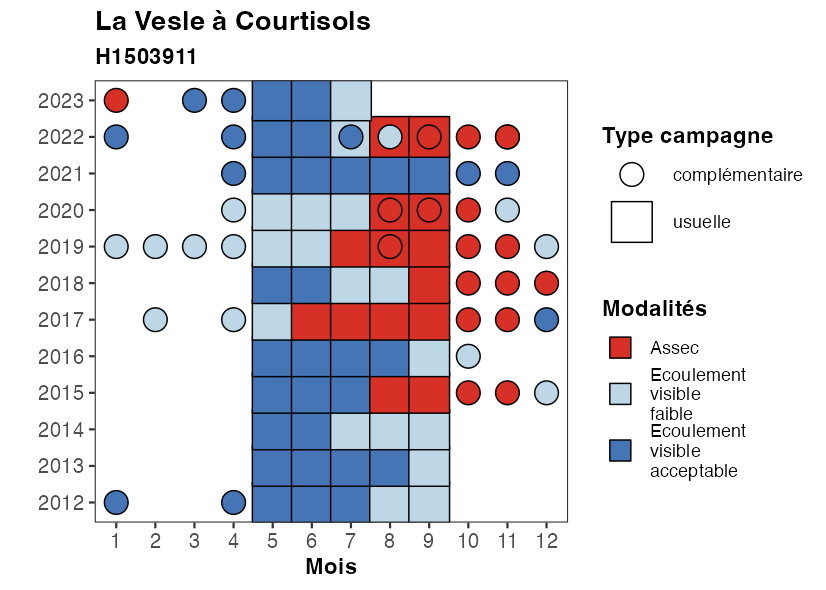 La Vesle à Courtisols
H1503911
2023
2022
2021
2020
2019
2018
2017
2016
2015
2014
2013
2012
1 2 3 4 5 6 7 8 9 10 11 12
Mois
Type campagne
complémentaire
usuelle
Modalités
Assec
Ecoulement
visible
faible
Ecoulement
visible
acceptable